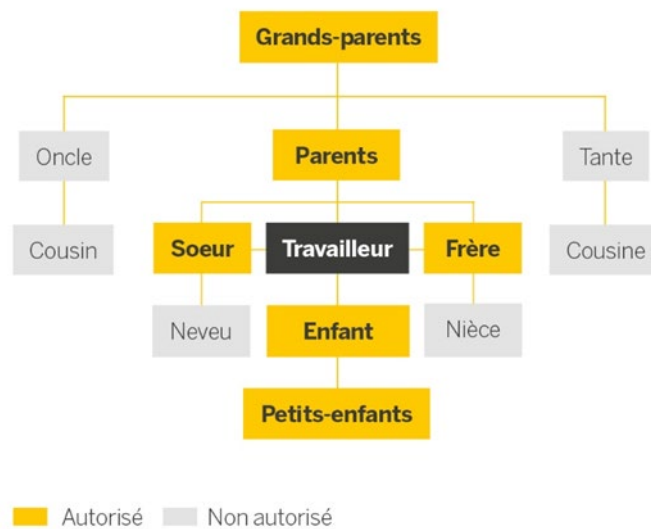 Grands-parents
Oncle
Parents
Tante
Cousin
Soeur
Travailleur
Frère
Cousine
Neveu
Enfant
Nièce
Petits-enfants
Autorisé
Non autorisé